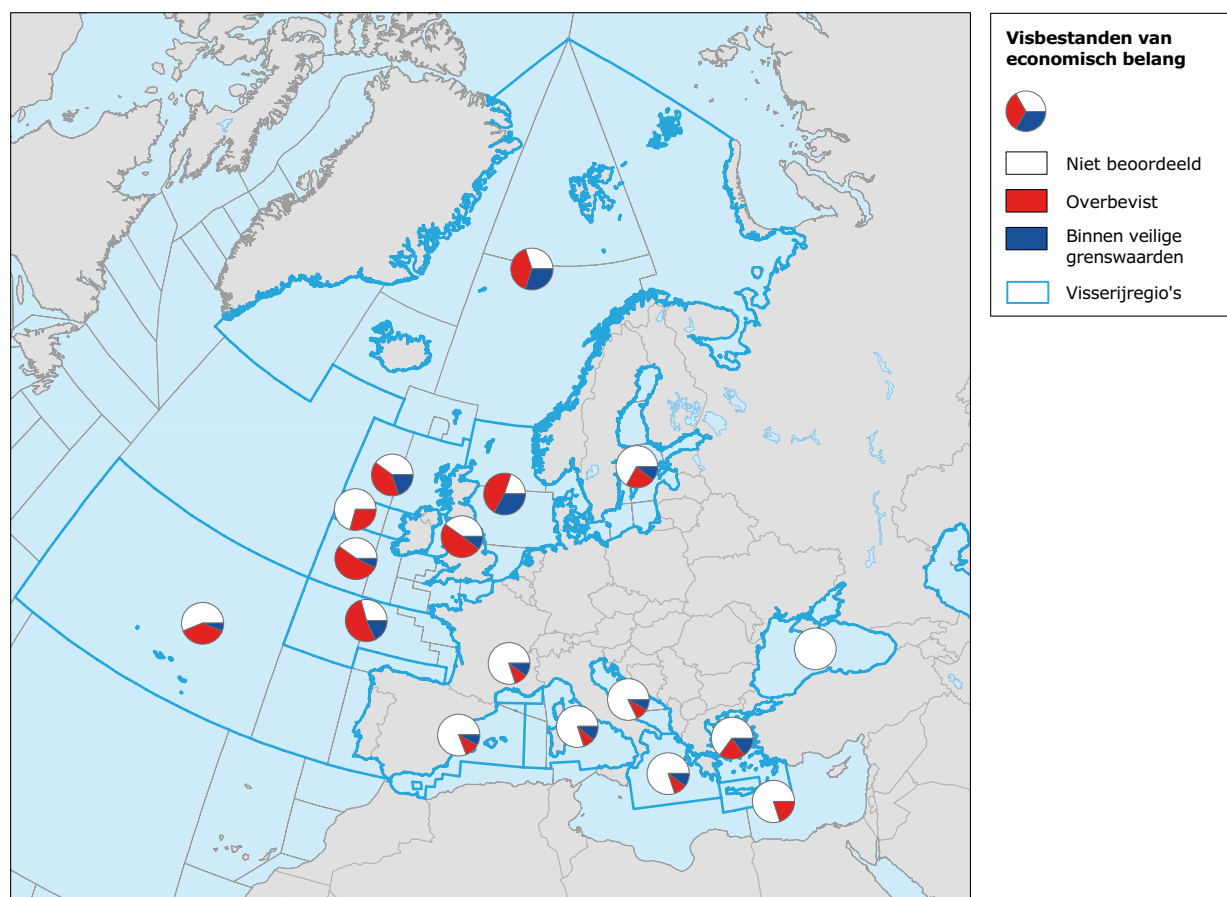 Visbestanden van
economisch belang
Niet beoordeeld
Overbevist
Binnen veilige
grenswaarden
Visserijregio's